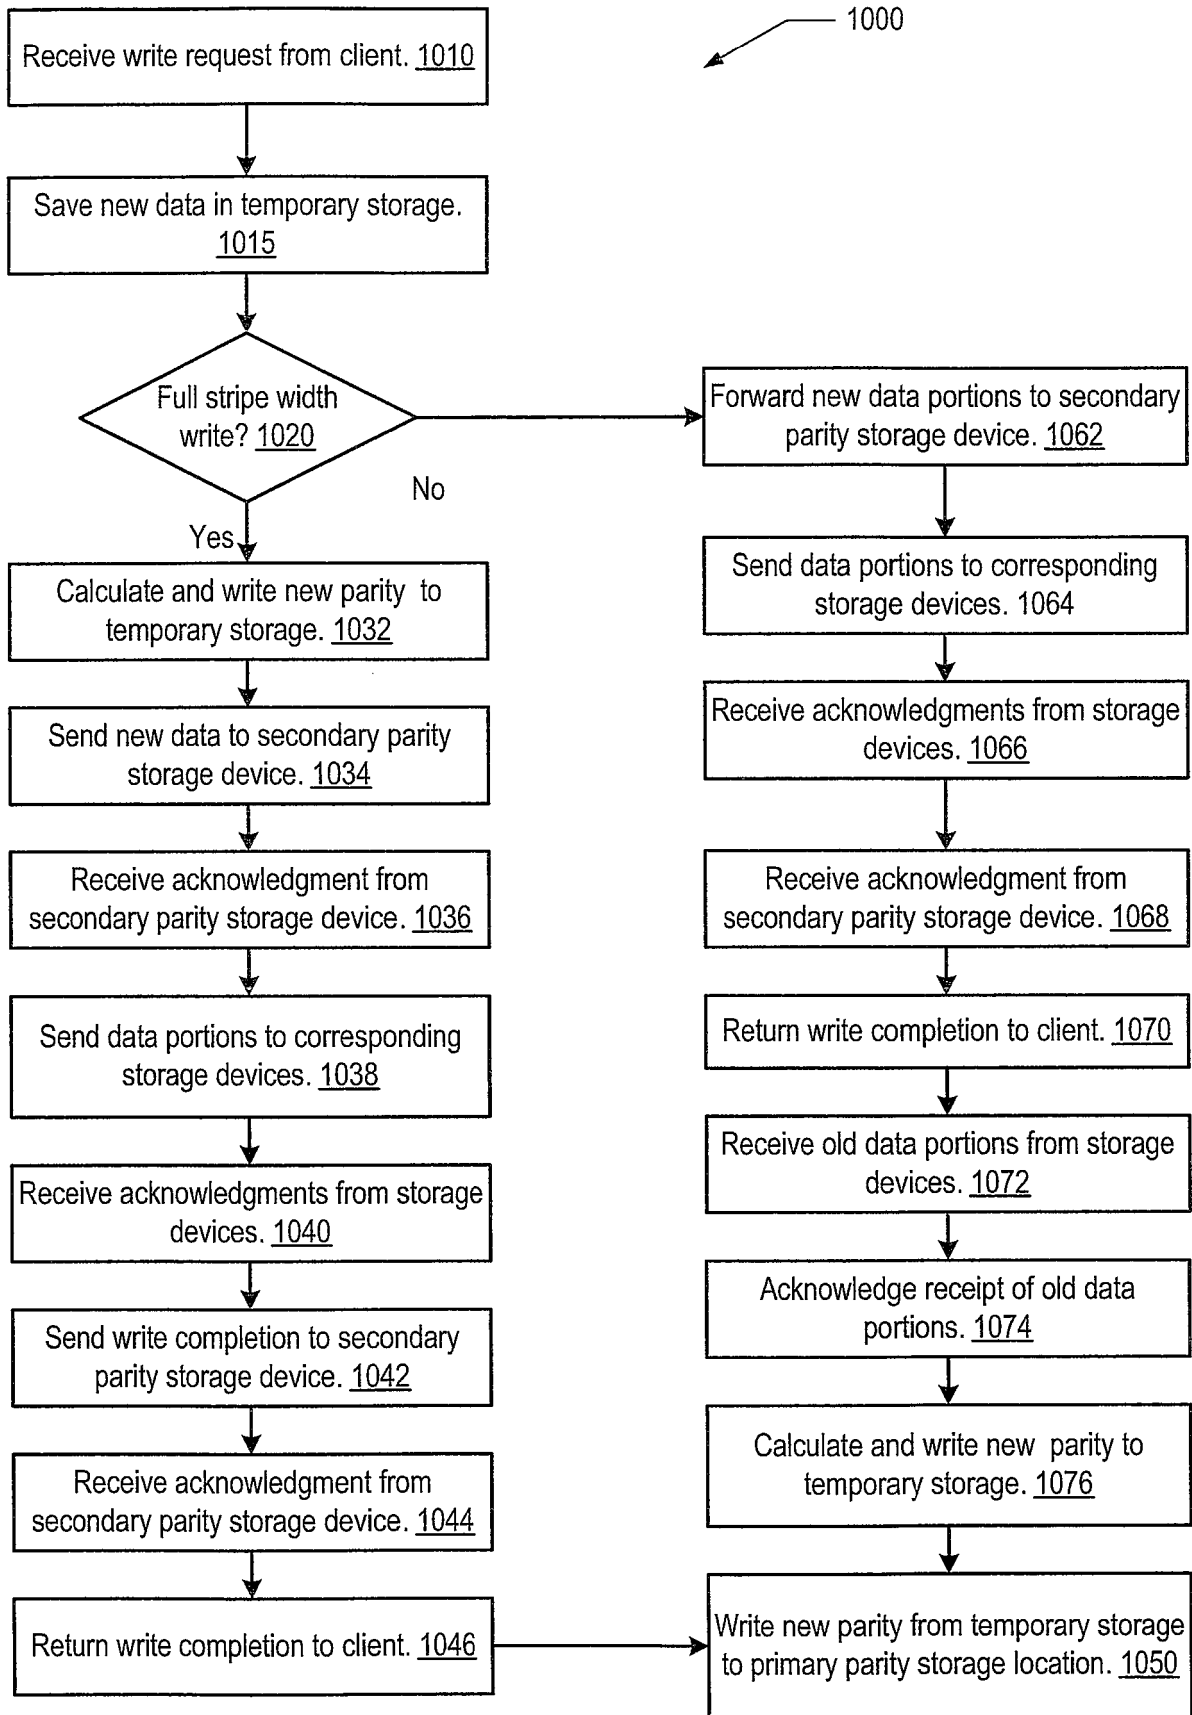 1000
Receive write request from client. 1010
Save new data in temporary storage.
1015
Full stripe width
write? 1020
No
Yes
Calculate and write new parity to
temporary storage. 1032
Send new data to secondary parity
storage device. 1034
Receive acknowledgment from
secondary parity storage device. 1036
Send data portions to corresponding
storage devices. 1038
Receive acknowledgments from storage
devices. 1040
Send write completion to secondary
parity storage device. 1042
Receive acknowledgment from
secondary parity storage device. 1044
Return write completion to client. 1046
Forward new data portions to secondary
parity storage device. 1062
Send data portions to corresponding
storage devices. 1064
Receive acknowledgments from storage
devices. 1066
Receive acknowledgment from
secondary parity storage device. 1068
Return write completion to client. 1070
Receive old data portions from storage
devices. 1072
Acknowledge receipt of old data
portions. 1074
Calculate and write new parity to
temporary storage. 1076
Write new parity from temporary storage
to primary parity storage location. 1050